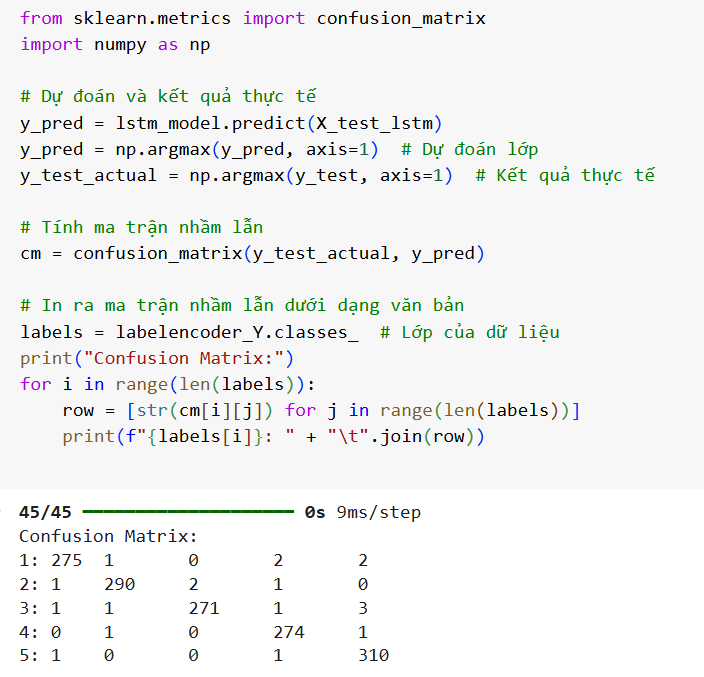 from sklearn.metrics import confusion_matrix
import numpy as np
# Dự đoán và kết quả thực tế
y_pred = lstm_model.predict(X_test_lstm)
y_pred = np.argmax(y_pred, axis=1)  # Dự đoán lớp
y_test_actual = np.argmax(y_test, axis=1)  # Kết quả thực tế
# Tính ma trận nhầm lẫn
cm = confusion_matrix(y_test_actual, y_pred)
# In ra ma trận nhầm lẫn dưới dạng văn bản
labels = labelencoder_Y.classes_  # Lớp của dữ liệu
print("Confusion Matrix:")
for i in range(len(labels)):
    row = [str(cm[i][j]) for j in range(len(labels))]
    print(f"{labels[i]}: " + "\t".join(row))
45/45 ━━━━━━━━━━━━━━━━━━━━ 0s 9ms/step
Confusion Matrix:
1: 275	1	0	2	2
2: 1	290	2	1	0
3: 1	1	271	1	3
4: 0	1	0	274	1
5: 1	0	0	1	310